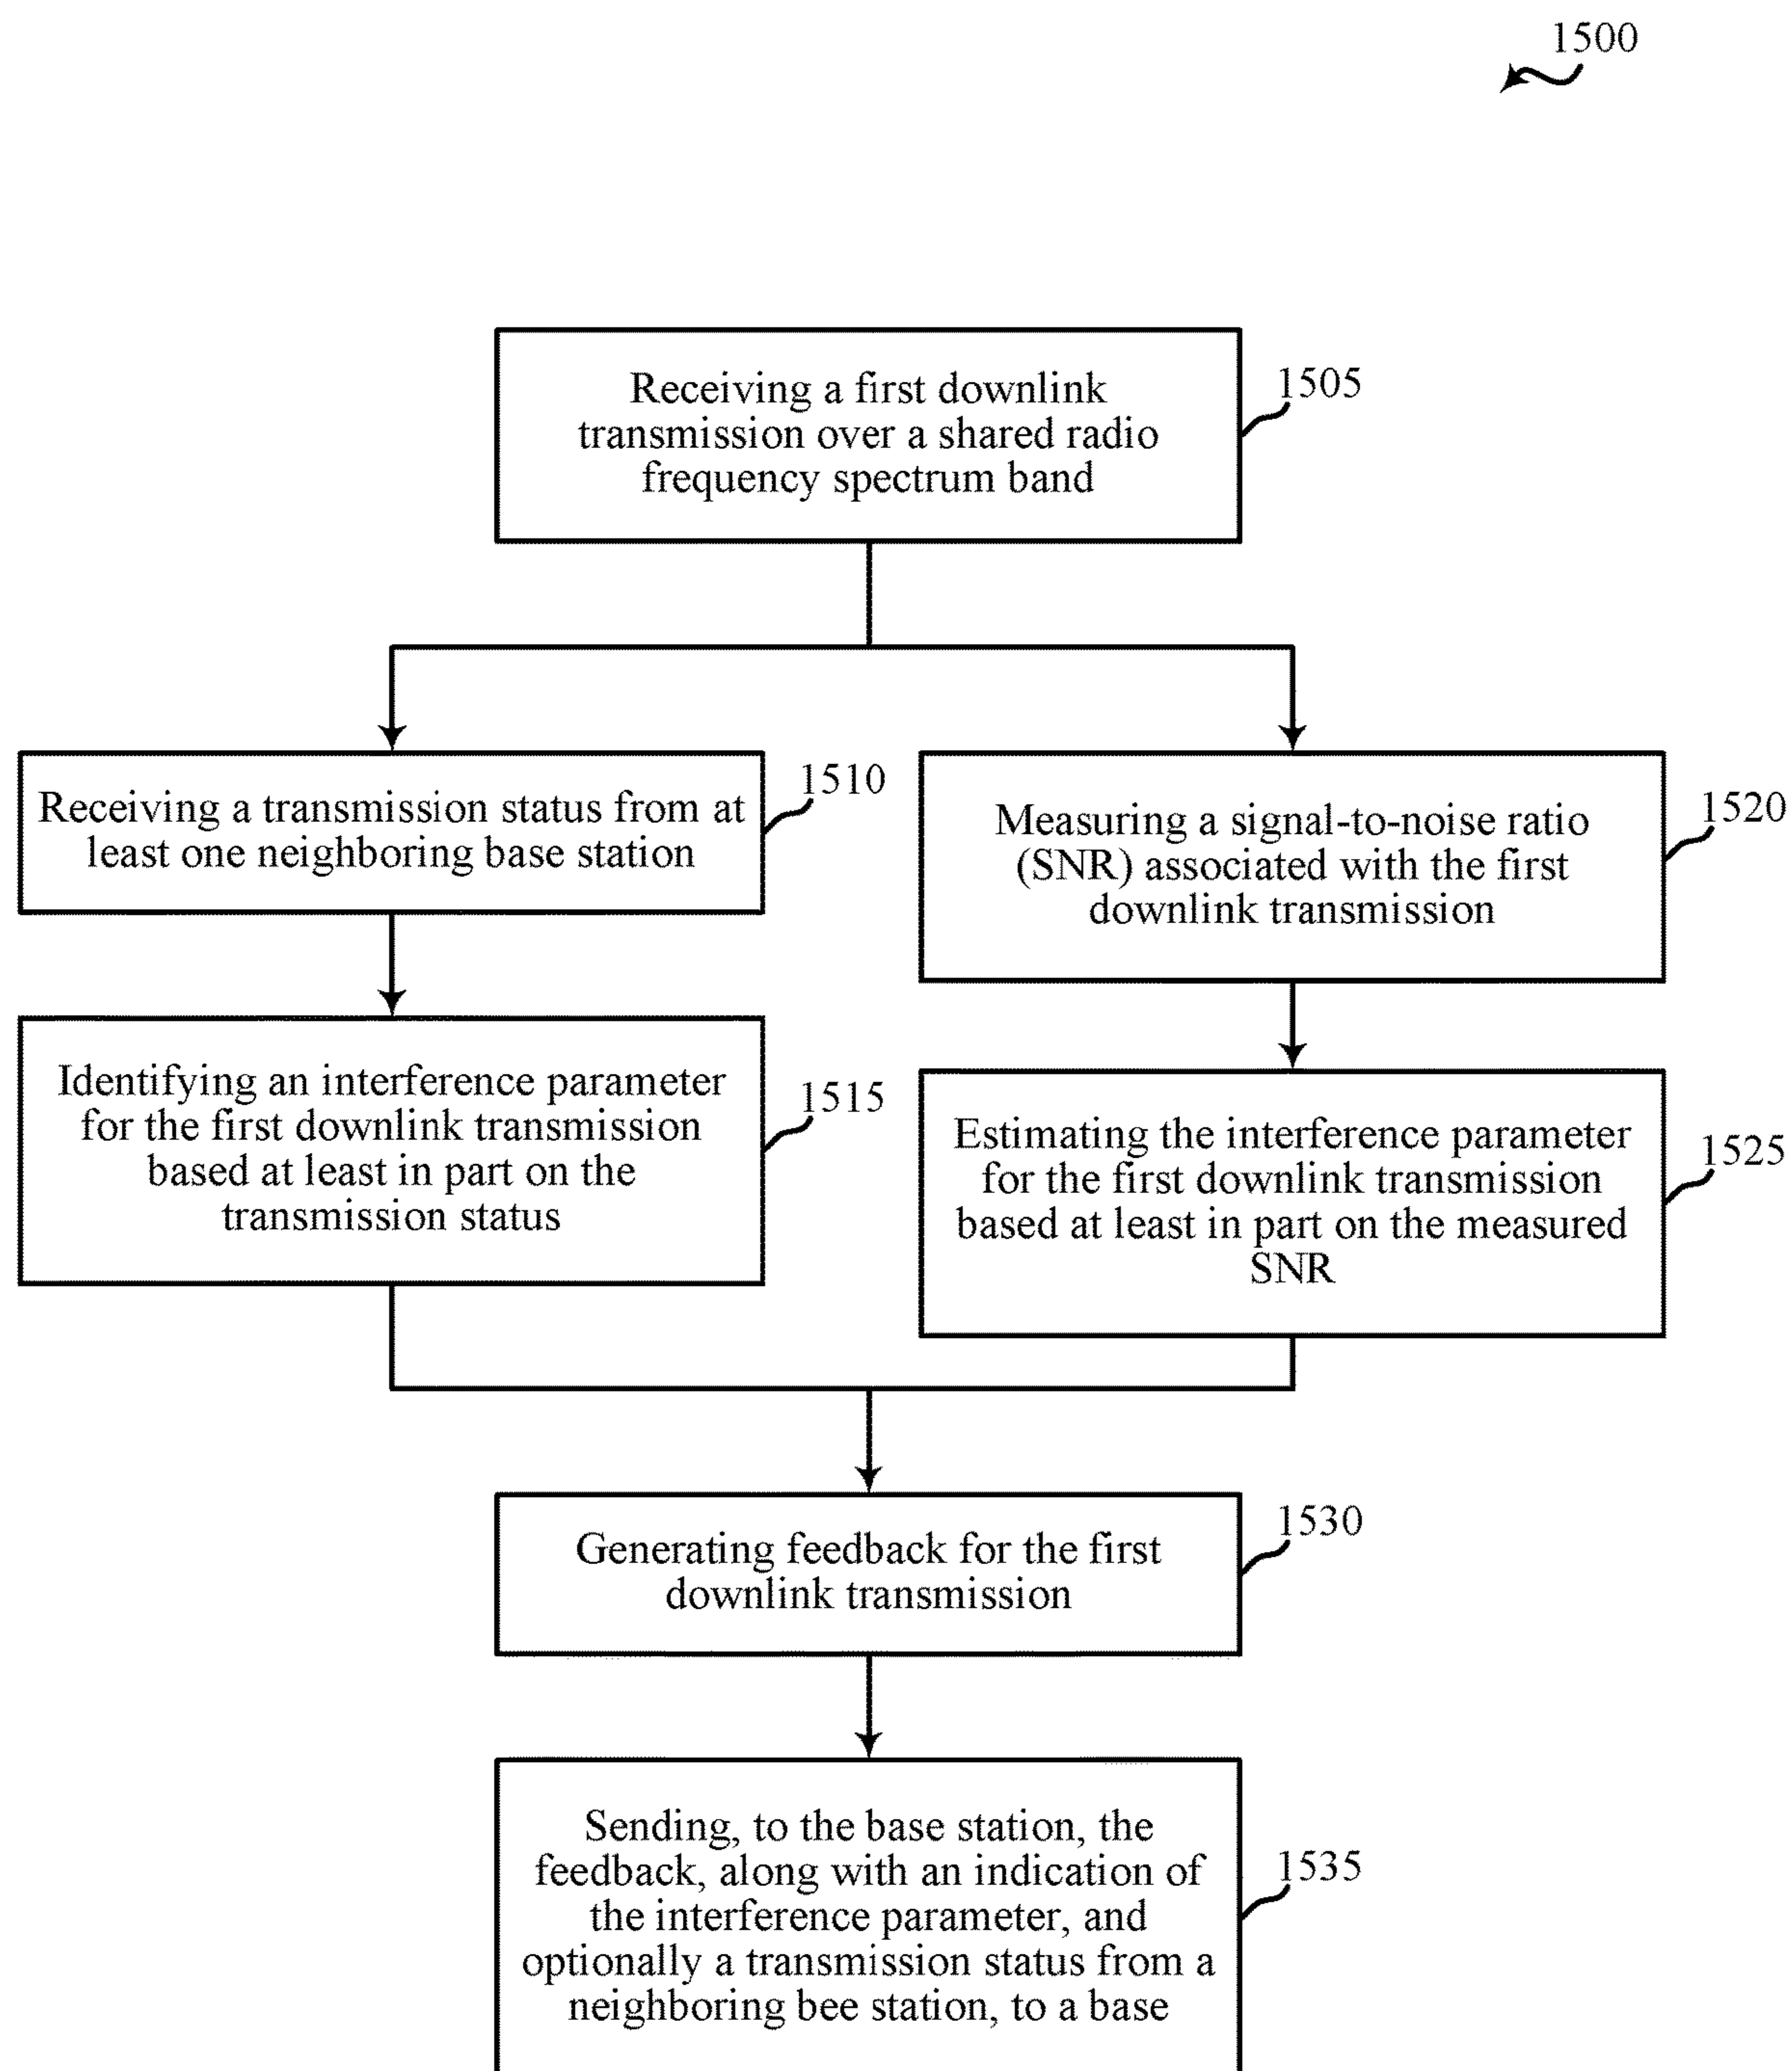 1500
Receiving a first downlink
transmission over a shared radio
frequency spectrum band
1505
Receiving a transmission status from at
least one neighboring base station
1510
Measuring a signal-to-noise ratio
(SNR) associated with the first
downlink transmission
1520
Identifying an interference parameter
for the first downlink transmission
based at least in part on the
transmission status
1515
Estimating the interference parameter
for the first downlink transmission
based at least in part on the measured
SNR
1525
Generating feedback for the first
downlink transmission
1530
Sending, to the base station, the
feedback, along with an indication of
the interference parameter, and
optionally a transmission status from a
neighboring bee station, to a base
1535